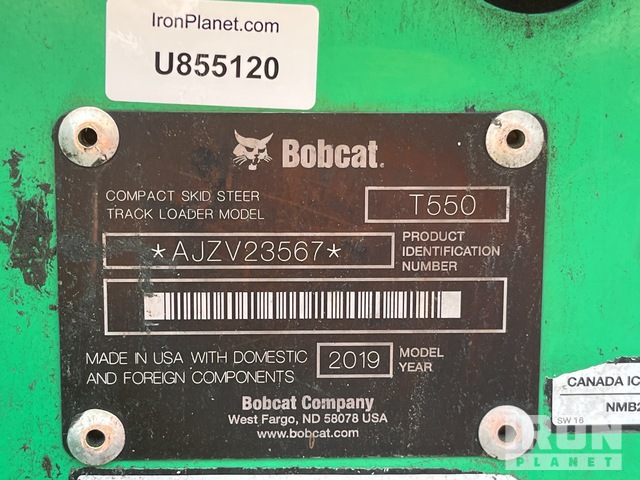 IronPlanet.com
U855120
Bobcat.
COMPACT SKID STEER
TRACK LOADER MODEL
T550
*AJZV23567*
PRODUCT
IDENTIFICATION
NUMBER
MADE IN USA WITH DOMESTIC
AND FOREIGN COMPONENTS
2019
MODEL
YEAR
Bobcat Company
West Fargo, ND 58078 USA
www.bobcat.com
CANADA IC
NMB2
SW 16
IRON
PLANET